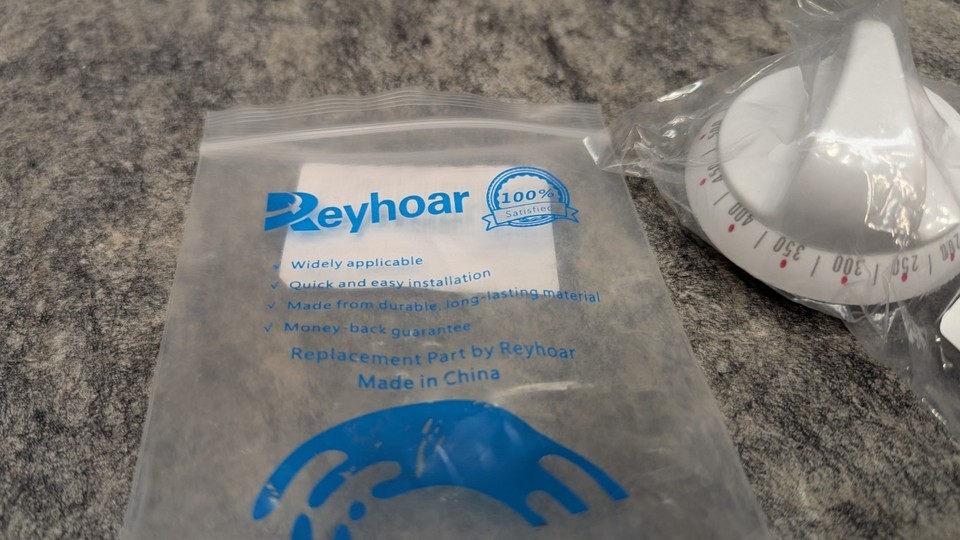 Reyhoar
100%
Satisfied
✓ Widely applicable
✓ Quick and easy installation
✓ Made from durable, long-lasting material
✓ Money-back guarantee
Replacement Part by Reyhoar
Made in China
450
400
350
300
250